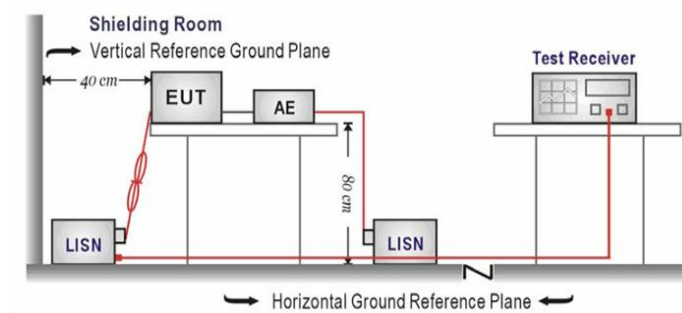 Shielding Room
Vertical Reference Ground Plane
40 cm
EUT
AE
Test Receiver
80 cm
LISN
LISN
N
Horizontal Ground Reference Plane